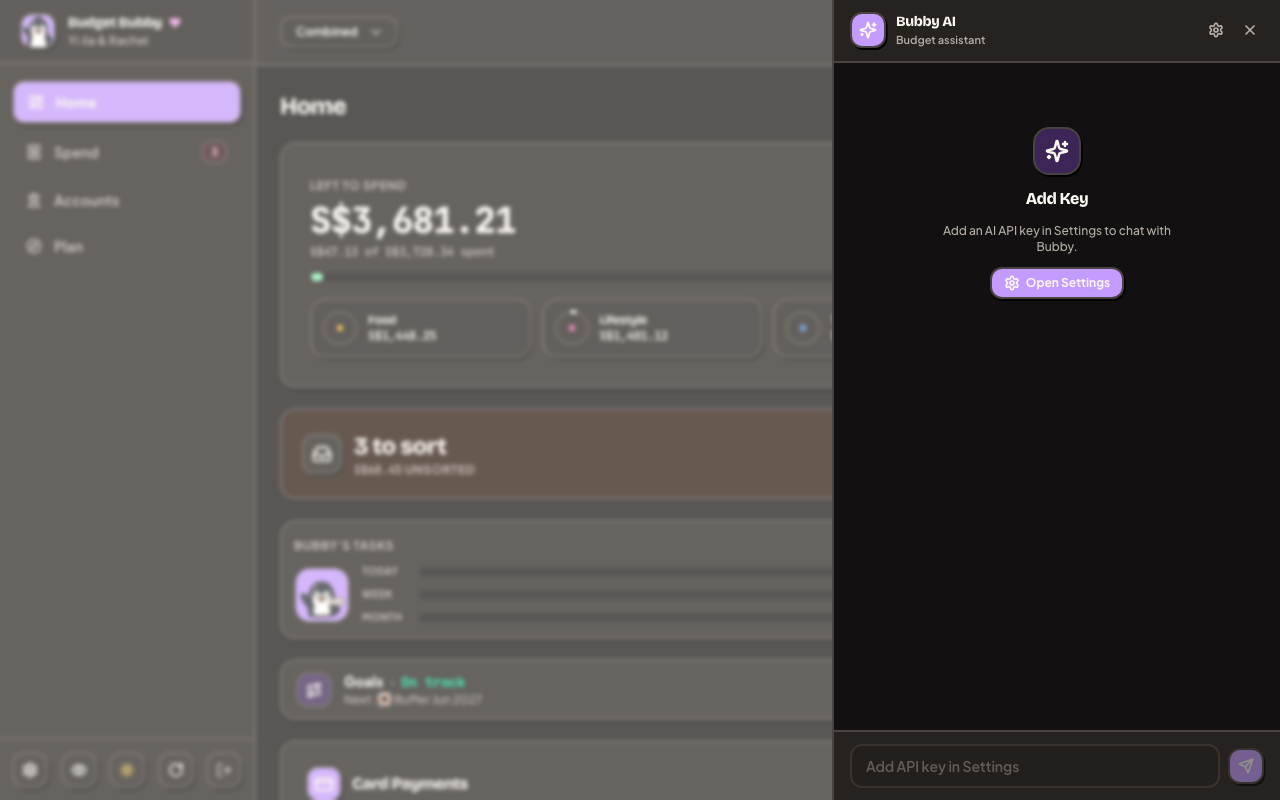 Budget Bubby
Yi Jia & Rachel
Home
Spend
3
Accounts
Plan
Combined
Home
LEFT TO SPEND
S$3,681.21
S$47.13 of S$3,728.34 spent
Food
S$1,448.25
Lifestyle
S$1,481.12
3 to sort
S$68.45 UNSORTED
BUBBY'S TASKS
TODAY
WEEK
MONTH
Goals · On track
Next: Buffer Jun 2027
Card Payments
Bubby AI
Budget assistant
Add Key
Add an AI API key in Settings to chat with
Bubby.
Open Settings
Add API key in Settings